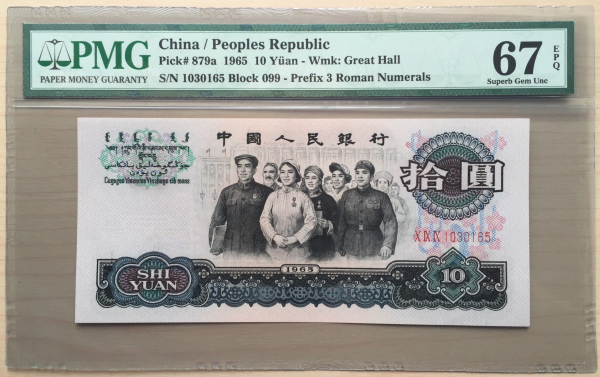 PMG
PAPER MONEY GUARANTY
China / Peoples Republic
Pick# 879a 1965 10 Yüan - Wmk: Great Hall
S/N 1030165 Block 099 - Prefix 3 Roman Numerals
67 EPQ
Superb Gem Unc
中國人民銀行
拾圓
1030165
1965
SHI
YUAN
10